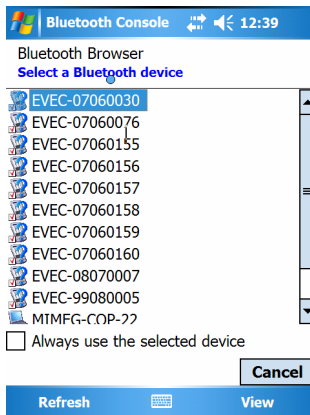 Bluetooth Console 12:39
Bluetooth Browser
Select a Bluetooth device
EVEC-07060030
EVEC-07060076
EVEC-07060155
EVEC-07060156
EVEC-07060157
EVEC-07060158
EVEC-07060159
EVEC-07060160
EVEC-08070007
EVEC-99080005
MIMFG-COP-22
Always use the selected device
Cancel
Refresh View